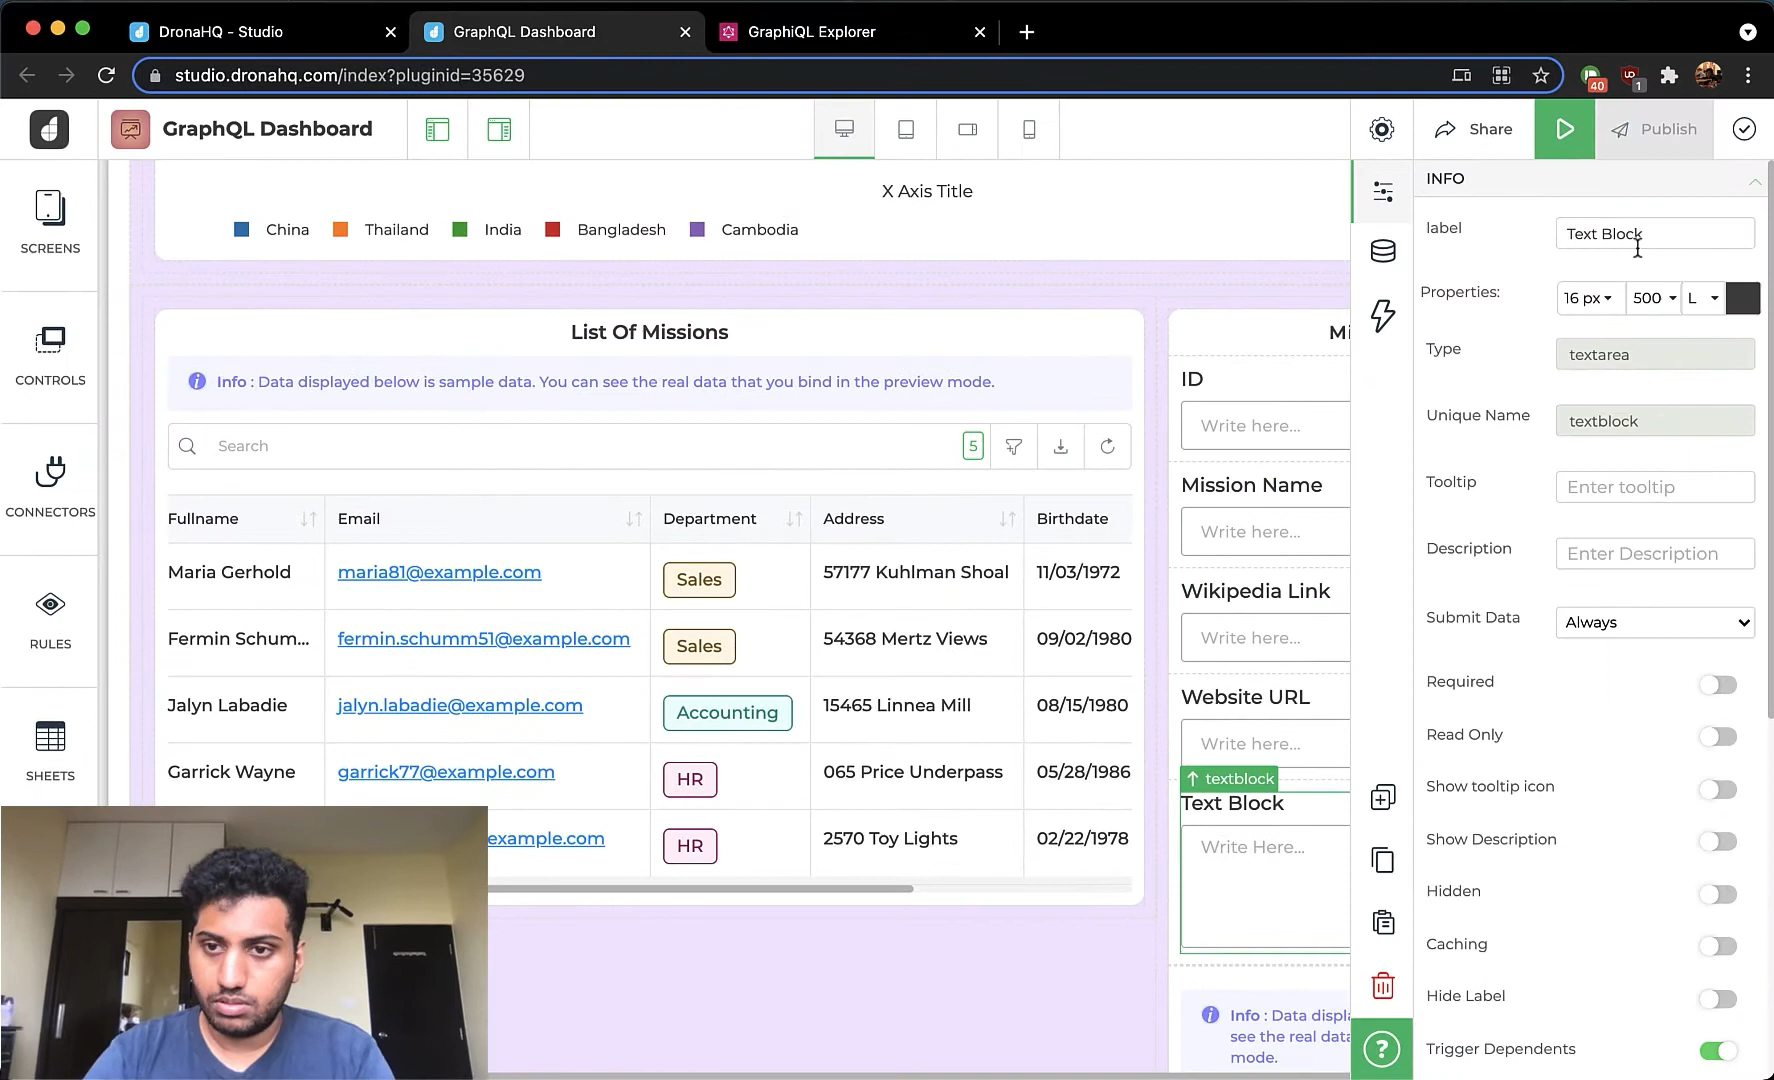 DronaHQ - Studio
GraphQL Dashboard
GraphiQL Explorer
studio.dronahq.com/index?pluginid=35629
40
1
GraphQL Dashboard
Share
Publish
SCREENS
CONTROLS
CONNECTORS
RULES
SHEETS
X Axis Title
China
Thailand
India
Bangladesh
Cambodia
List Of Missions
Info : Data displayed below is sample data. You can see the real data that you bind in the preview mode.
Search
5
Fullname
Email
Department
Address
Birthdate
Maria Gerhold
maria81@example.com
Sales
57177 Kuhlman Shoal
11/03/1972
Fermin Schum...
fermin.schumm51@example.com
Sales
54368 Mertz Views
09/02/1980
Jalyn Labadie
jalyn.labadie@example.com
Accounting
15465 Linnea Mill
08/15/1980
Garrick Wayne
garrick77@example.com
HR
065 Price Underpass
05/28/1986
example.com
HR
2570 Toy Lights
02/22/1978
Mi
ID
Write here...
Mission Name
Write here...
Wikipedia Link
Write here...
Website URL
Write here...
textblock
Text Block
Write Here...
Info : Data displ
see the real data
mode.
INFO
label
Text Block
Properties:
16 px
500
L
Type
textarea
Unique Name
textblock
Tooltip
Enter tooltip
Description
Enter Description
Submit Data
Always
Required
Read Only
Show tooltip icon
Show Description
Hidden
Caching
Hide Label
Trigger Dependents